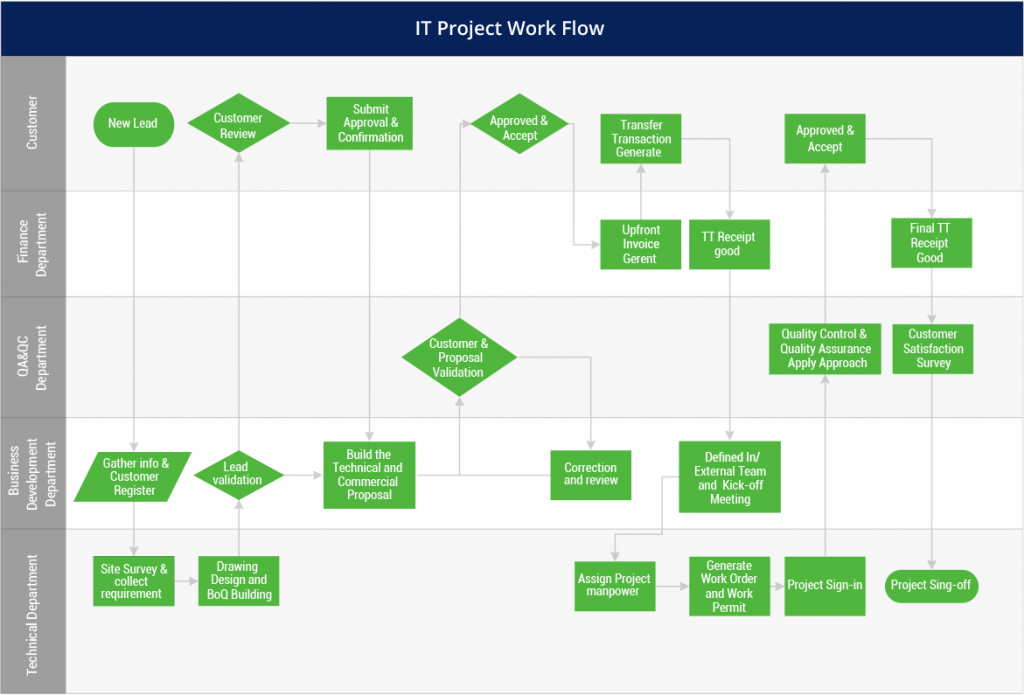 IT Project Work Flow
Customer
New Lead
Customer
Review
Submit
Approval &
Confirmation
Approved &
Accept
Transfer
Transaction
Generate
Approved &
Accept
Finance
Department
Upfront
Invoice
Gerent
TT Receipt
good
Final TT
Receipt
Good
QA&QC
Department
Customer &
Proposal
Validation
Quality Control &
Quality Assurance
Apply Approach
Customer
Satisfaction
Survey
Business
Development
Department
Gather info &
Customer
Register
Lead
validation
Build the
Technical and
Commercial
Proposal
Correction
and review
Defined In/
External Team
and Kick-off
Meeting
Technical Department
Site Survey &
collect
requirement
Drawing
Design and
BoQ Building
Assign Project
manpower
Generate
Work Order
and Work
Permit
Project Sign-in
Project Sing-off